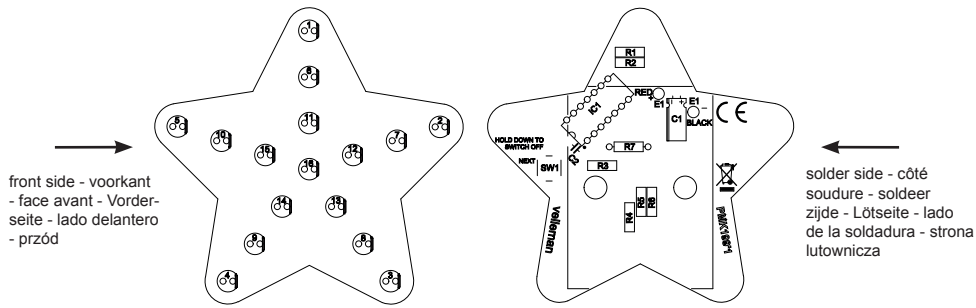 front side - voorkant
- face avant - Vorder-
seite - lado delantero
- przód
1
6
11
5
10
15
16
12
7
2
14
13
9
8
4
3
R1
R2
RED
+
E1
E1
-
IC1
C1
BLACK
HOLD DOWN TO
SWITCH OFF
NEXT
SW1
R7
R3
R4
R5
R6
Velleman
CE
solder side - côté
soudure - soldeer
zijde - Lötseite - lado
de la soldadura - strona
lutownicza